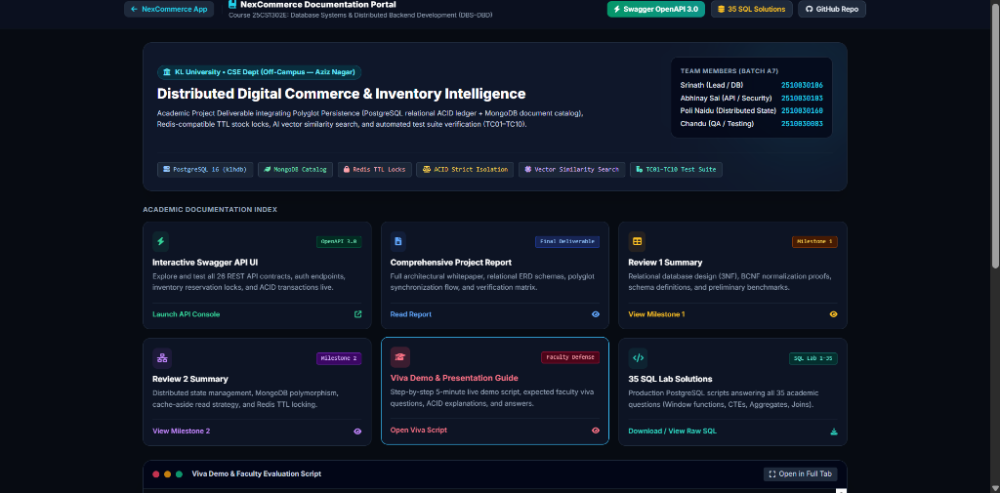 NexCommerce App
NexCommerce Documentation Portal
Course 25CS1302E: Database Systems & Distributed Backend Development (DBS-DBD)
Swagger OpenAPI 3.0
35 SQL Solutions
GitHub Repo
KL University • CSE Dept (Off-Campus — Aziz Nagar)
Distributed Digital Commerce & Inventory Intelligence
Academic Project Deliverable integrating Polyglot Persistence (PostgreSQL relational ACID ledger + MongoDB document catalog),
Redis-compatible TTL stock locks, AI vector similarity search, and automated test suite verification (TC01–TC10).
TEAM MEMBERS (BATCH A7)
Srinath (Lead / DB) 2510030106
Abhinay Sai (API / Security) 2510030103
Poli Naidu (Distributed State) 2510030160
Chandu (QA / Testing) 2510030003
PostgreSQL 16 (klhdb)
MongoDB Catalog
Redis TTL Locks
ACID Strict Isolation
Vector Similarity Search
TC01-TC10 Test Suite
ACADEMIC DOCUMENTATION INDEX
OpenAPI 3.0
Interactive Swagger API UI
Explore and test all 26 REST API contracts, auth endpoints,
inventory reservation locks, and ACID transactions live.
Launch API Console
Final Deliverable
Comprehensive Project Report
Full architectural whitepaper, relational ERD schemas, polyglot
synchronization flow, and verification matrix.
Read Report
Milestone 1
Review 1 Summary
Relational database design (3NF), BCNF normalization proofs,
schema definitions, and preliminary benchmarks.
View Milestone 1
Milestone 2
Review 2 Summary
Distributed state management, MongoDB polymorphism,
cache-aside read strategy, and Redis TTL locking.
View Milestone 2
Faculty Defense
Viva Demo & Presentation Guide
Step-by-step 5-minute live demo script, expected faculty viva
questions, ACID explanations, and answers.
Open Viva Script
SQL Lab 1-35
35 SQL Lab Solutions
Production PostgreSQL scripts answering all 35 academic
questions (Window functions, CTEs, Aggregates, Joins).
Download / View Raw SQL
Viva Demo & Faculty Evaluation Script
Open in Full Tab